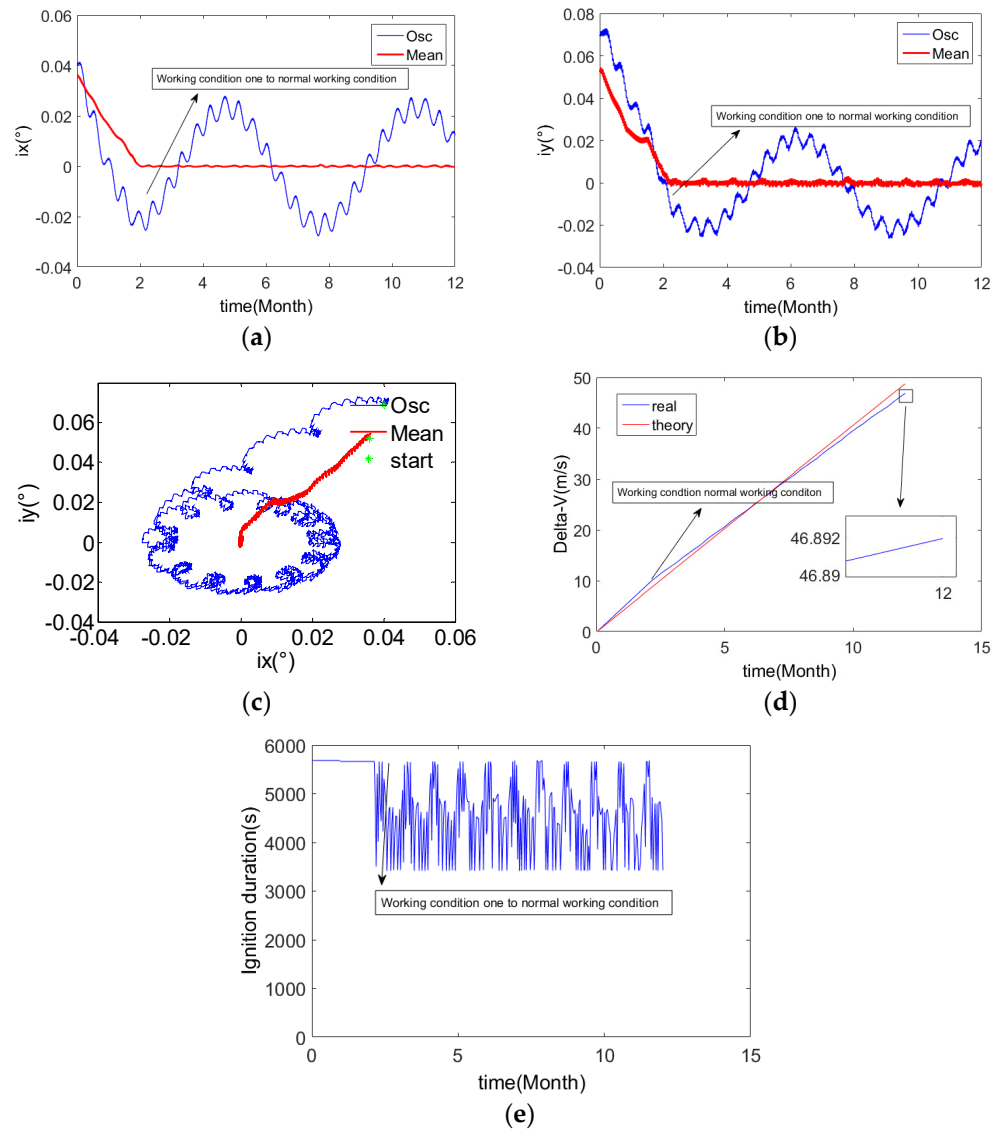 0.06
0.04
0.02
0
-0.02
-0.04
ix(°)
Osc
Mean
Working condition one to normal working condition
0 2 4 6 8 10 12
time(Month)
(a)
0.08
0.06
0.04
0.02
0
-0.02
-0.04
iy(°)
Osc
Mean
Working condition one to normal working condition
0 2 4 6 8 10 12
time(Month)
(b)
0.06
0.04
0.02
0
-0.02
-0.04
iy(°)
Osc
Mean
start
-0.04 -0.02 0 0.02 0.04 0.06
ix(°)
(c)
50
40
30
20
10
0
Delta-V(m/s)
real
theory
Working condtion normal working conditon
46.892
46.89
12
0 5 10 15
time(Month)
(d)
6000
5000
4000
3000
2000
1000
0
Ignition duration(s)
Working condition one to normal working condition
0 5 10 15
time(Month)
(e)